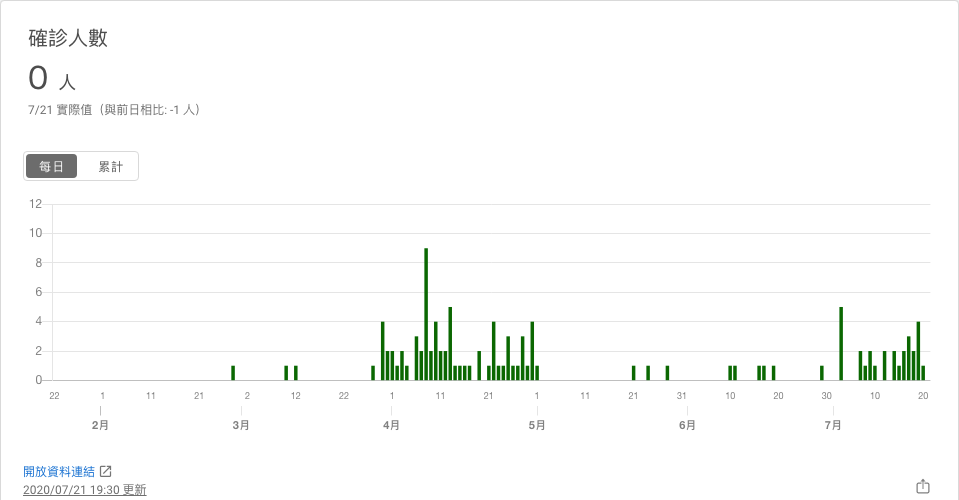 確診人數
0 人
7/21 實際值（與前日相比: -1 人）
每日 累計
12
10
8
6
4
2
0
22 1 11 21 2 12 22 1 11 21 1 11 21 31 10 20 30 10 20
2月 3月 4月 5月 6月 7月
開放資料連結
2020/07/21 19:30 更新